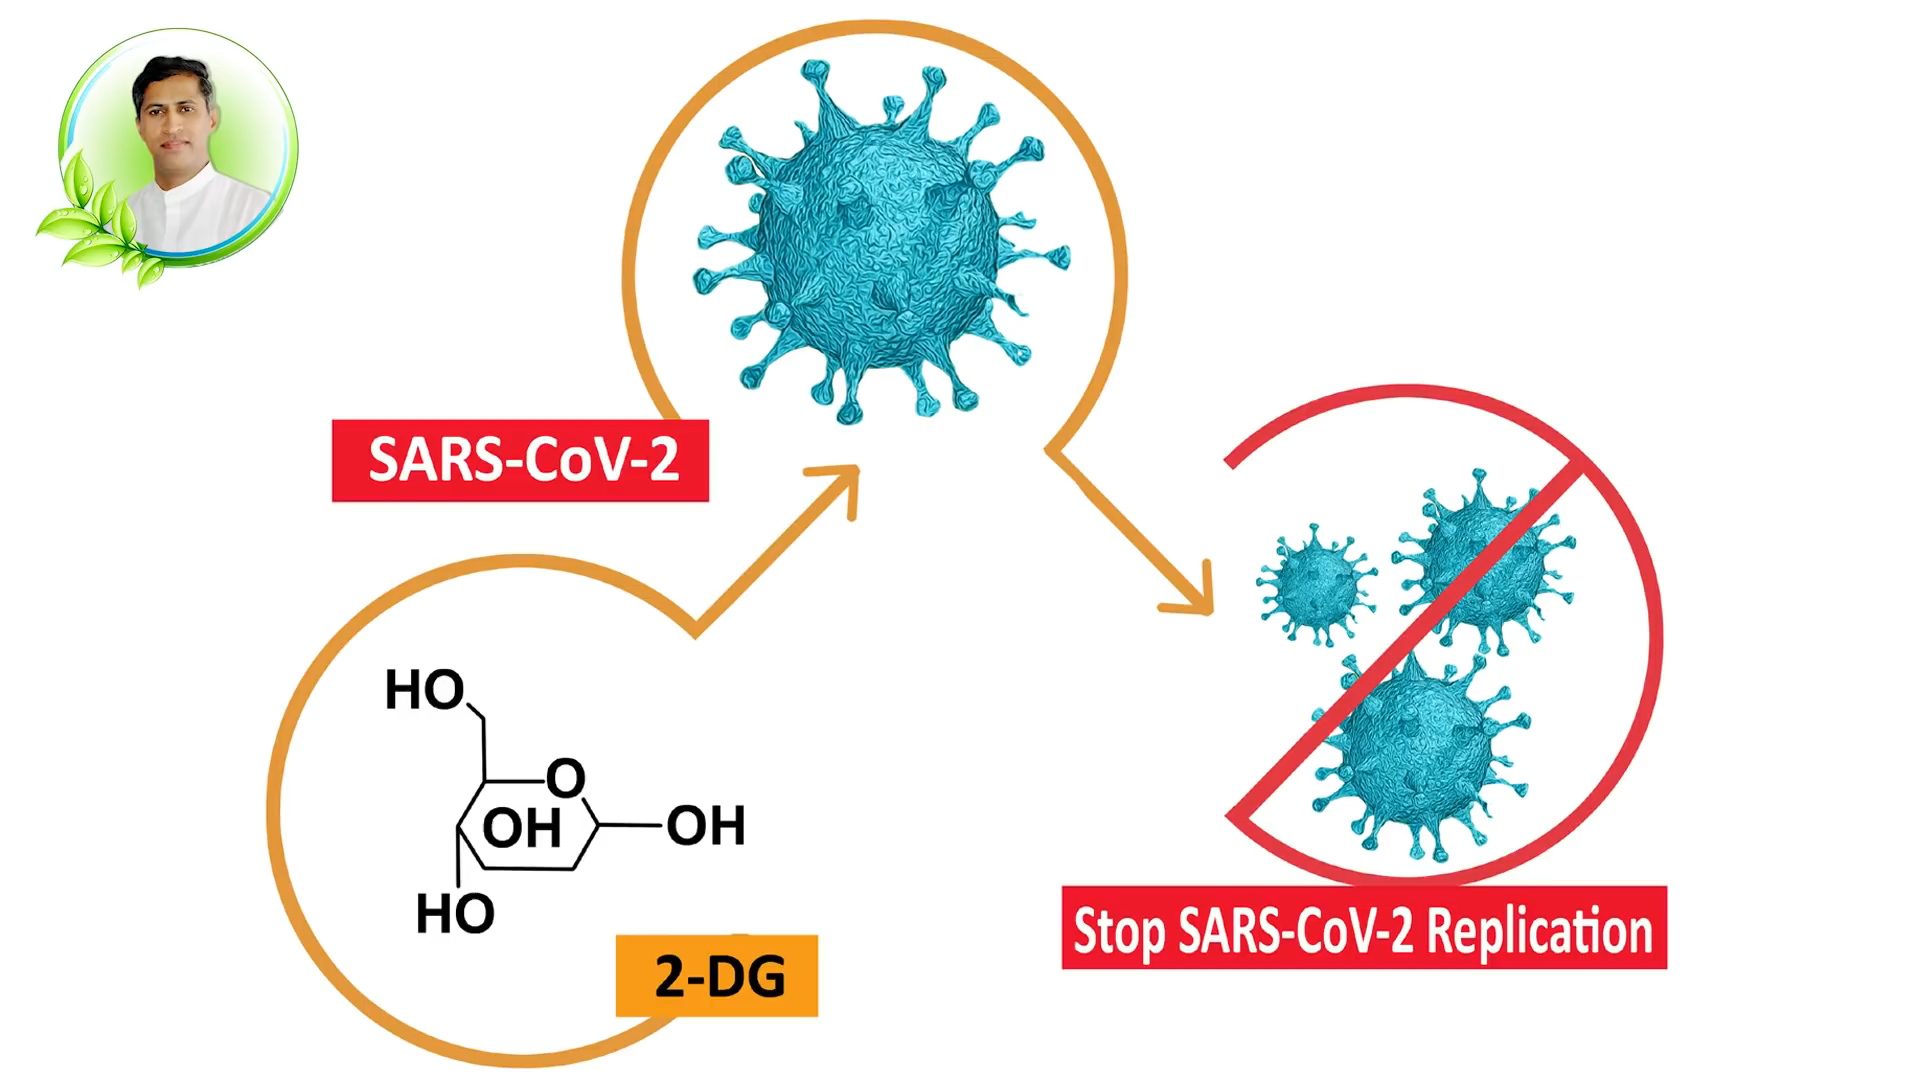 SARS-CoV-2
HO
O
OH
OH
HO
2-DG
Stop SARS-CoV-2 Replication